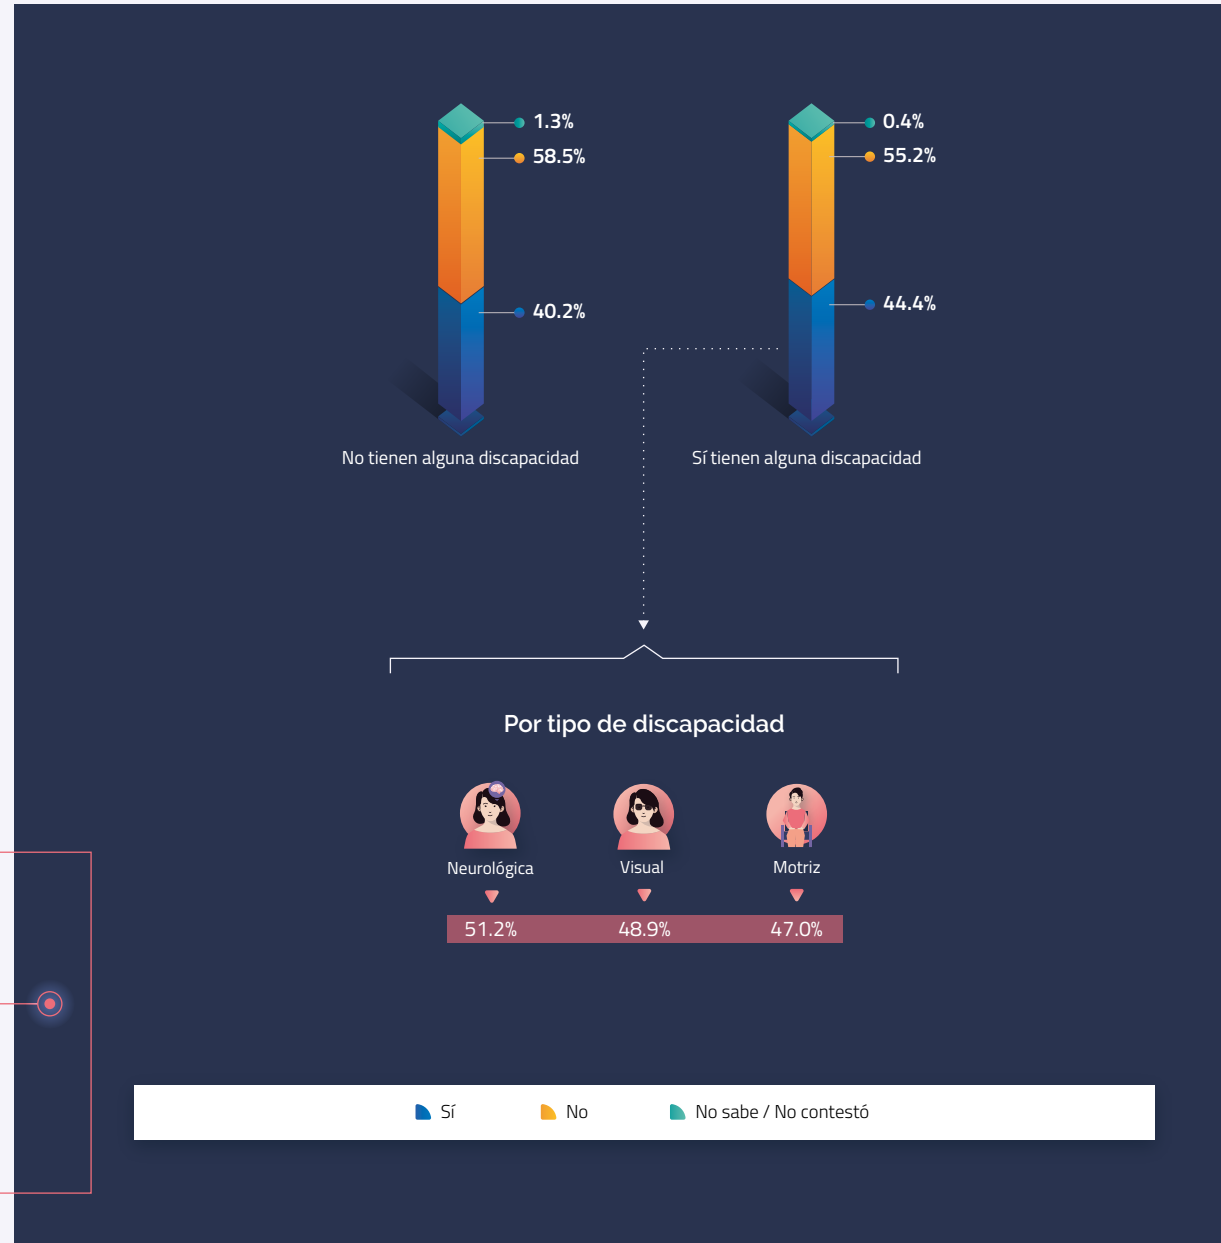 1.3%
58.5%
40.2%
No tienen alguna discapacidad
0.4%
55.2%
44.4%
Sí tienen alguna discapacidad
Por tipo de discapacidad
Neurológica Visual Motriz
51.2% 48.9% 47.0%
Sí No No sabe / No contestó